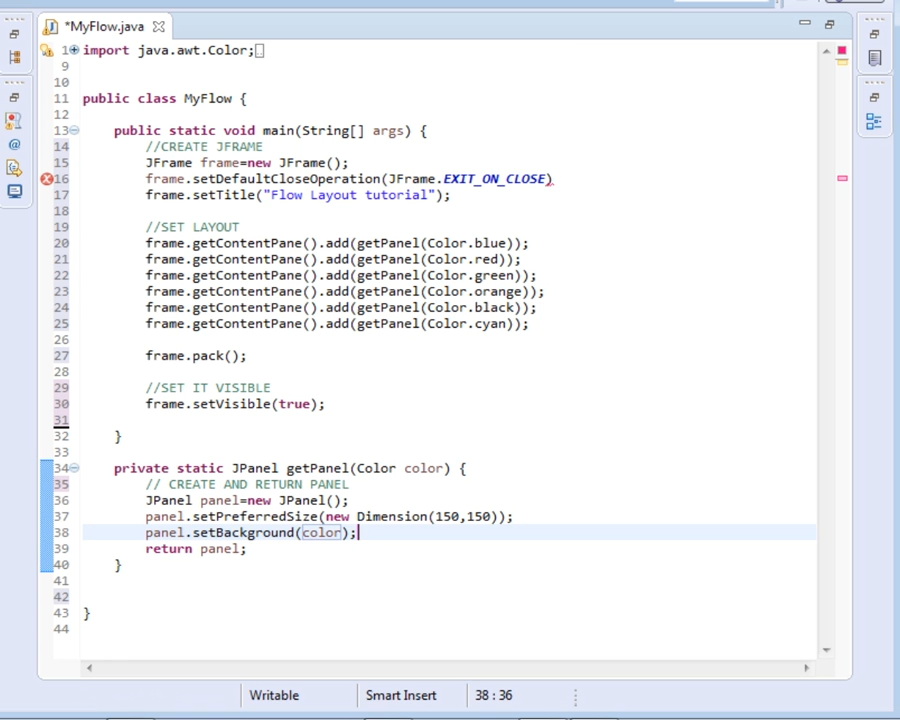 *MyFlow.java
1 import java.awt.Color;
9
10
11 public class MyFlow {
12
13 public static void main(String[] args) {
14 //CREATE JFRAME
15 JFrame frame=new JFrame();
16 frame.setDefaultCloseOperation(JFrame.EXIT_ON_CLOSE)
17 frame.setTitle("Flow Layout tutorial");
18
19 //SET LAYOUT
20 frame.getContentPane().add(getPanel(Color.blue));
21 frame.getContentPane().add(getPanel(Color.red));
22 frame.getContentPane().add(getPanel(Color.green));
23 frame.getContentPane().add(getPanel(Color.orange));
24 frame.getContentPane().add(getPanel(Color.black));
25 frame.getContentPane().add(getPanel(Color.cyan));
26
27 frame.pack();
28
29 //SET IT VISIBLE
30 frame.setVisible(true);
31
32 }
33
34 private static JPanel getPanel(Color color) {
35 // CREATE AND RETURN PANEL
36 JPanel panel=new JPanel();
37 panel.setPreferredSize(new Dimension(150,150));
38 panel.setBackground(color);
39 return panel;
40 }
41
42
43 }
44
Writable Smart Insert 38 : 36